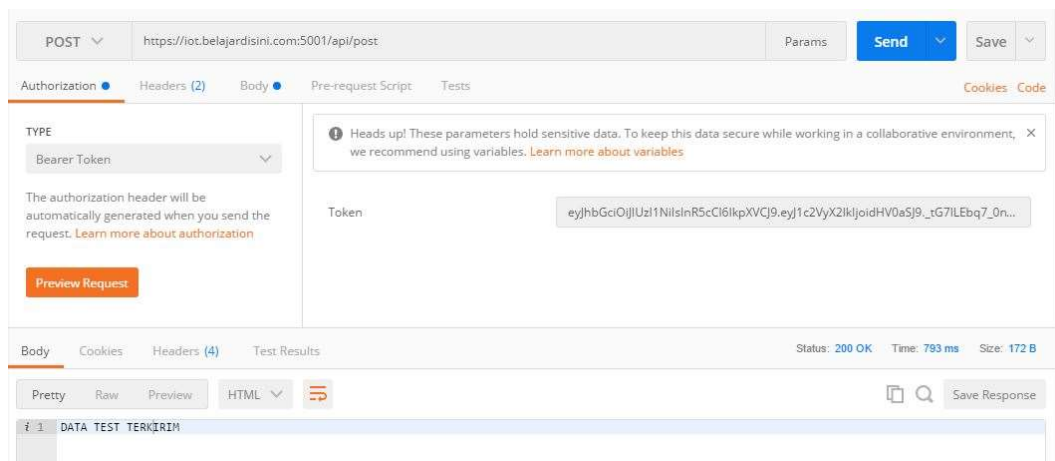 POST https://iot.belajardisini.com:5001/api/post Params Send Save
Authorization Headers (2) Body Pre-request Script Tests Cookies Code
TYPE
Bearer Token
The authorization header will be
automatically generated when you send the
request. Learn more about authorization
Preview Request
Heads up! These parameters hold sensitive data. To keep this data secure while working in a collaborative environment,
we recommend using variables. Learn more about variables
Token
Body Cookies Headers (4) Test Results Status: 200 OK Time: 793 ms Size: 172 B
Pretty Raw Preview HTML Save Response
i 1 DATA TEST TERKIRIM